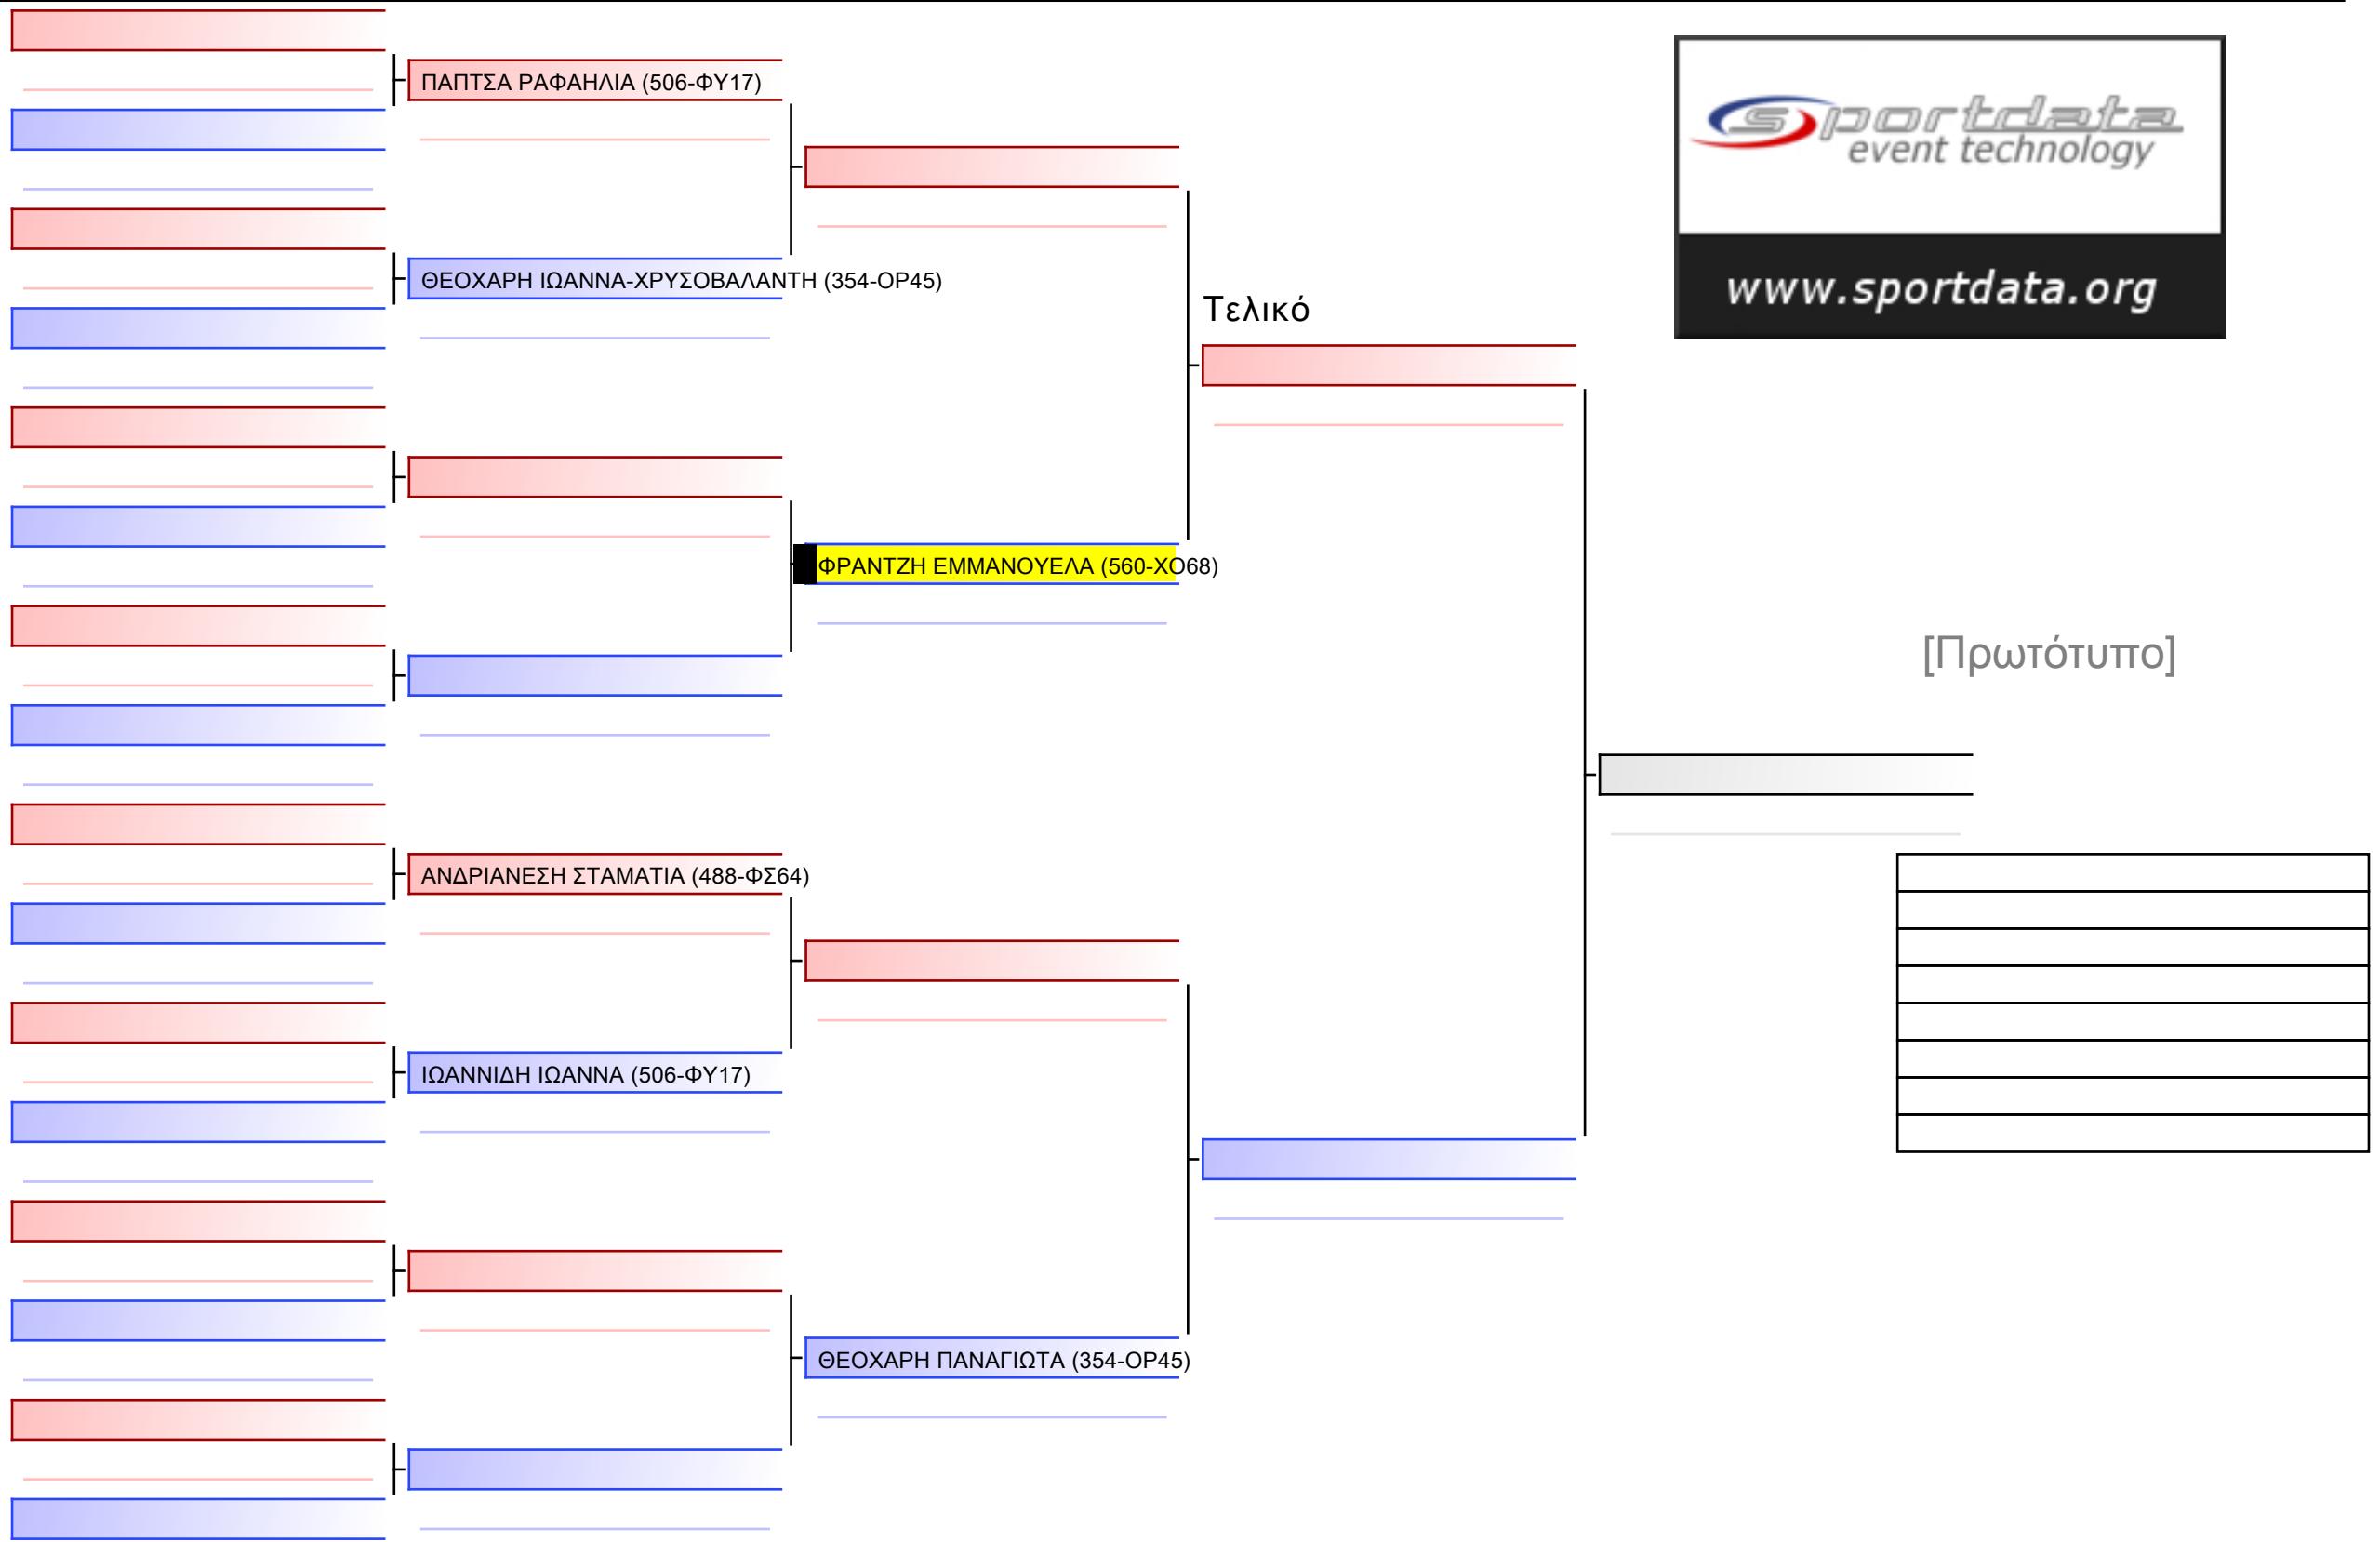 ΠΑΠΤΣΑ ΡΑΦΑΗΛΙΑ (506-ΦΥ17)
sportdata
event technology
ΘΕΟΧΑΡΗ ΙΩΑΝΝΑ-ΧΡΥΣΟΒΑΛΑΝΤΗ (354-ΟΡ45)
www.sportdata.org
Τελικό
ΦΡΑΝΤΖΗ ΕΜΜΑΝΟΥΕΛΑ (560-ΧΟ68)
[Πρωτότυπο]
ΑΝΔΡΙΑΝΕΣΗ ΣΤΑΜΑΤΙΑ (488-ΦΣ64)
ΙΩΑΝΝΙΔΗ ΙΩΑΝΝΑ (506-ΦΥ17)
ΘΕΟΧΑΡΗ ΠΑΝΑΓΙΩΤΑ (354-ΟΡ45)